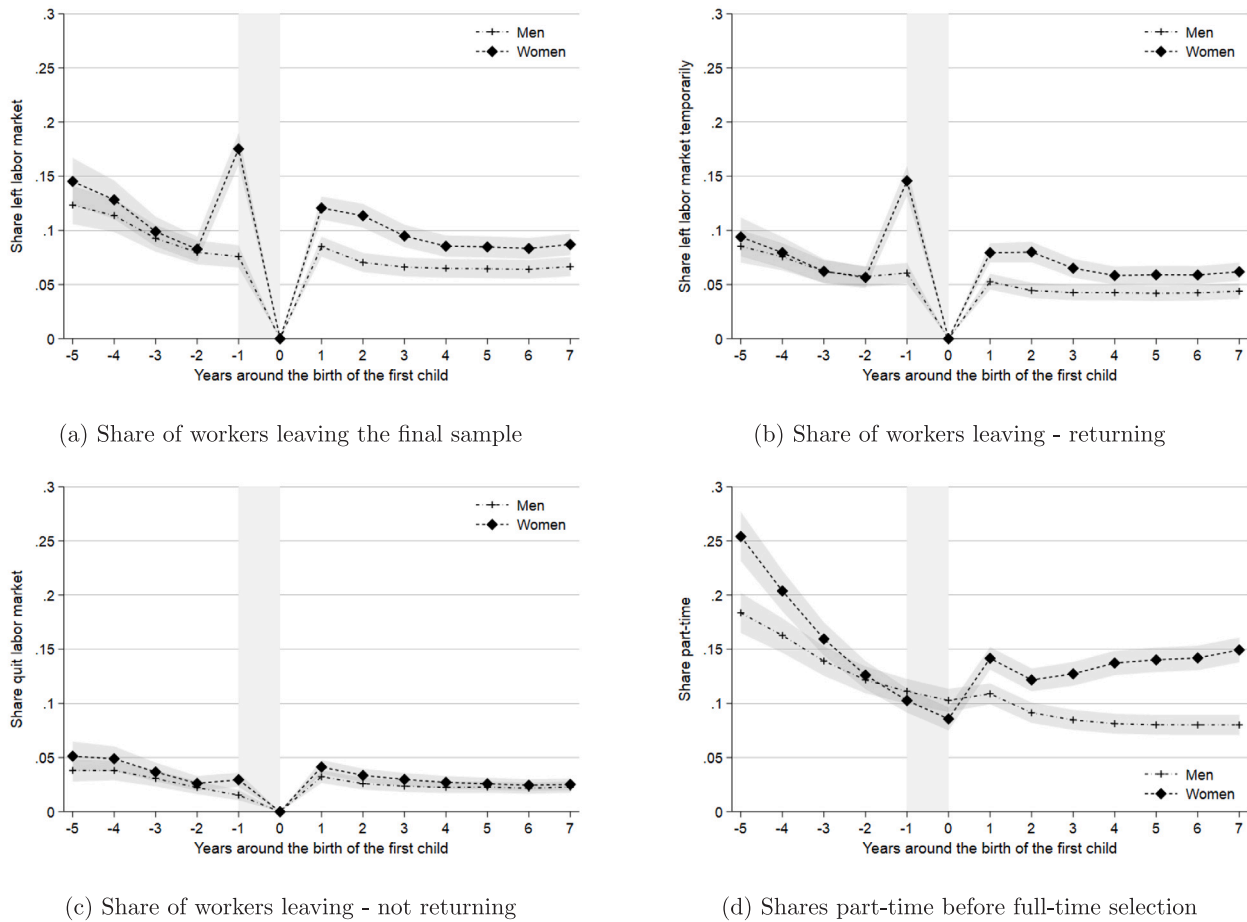 .3
.25
.2
.15
.1
.05
0
Share left labor market
Men
Women
-5 -4 -3 -2 -1 0 1 2 3 4 5 6 7
Years around the birth of the first child
(a) Share of workers leaving the final sample
.3
.25
.2
.15
.1
.05
0
Share left labor market temporarily
Men
Women
-5 -4 -3 -2 -1 0 1 2 3 4 5 6 7
Years around the birth of the first child
(b) Share of workers leaving - returning
.3
.25
.2
.15
.1
.05
0
Share quit labor market
Men
Women
-5 -4 -3 -2 -1 0 1 2 3 4 5 6 7
Years around the birth of the first child
(c) Share of workers leaving - not returning
.3
.25
.2
.15
.1
.05
0
Share part-time
Men
Women
-5 -4 -3 -2 -1 0 1 2 3 4 5 6 7
Years around the birth of the first child
(d) Shares part-time before full-time selection